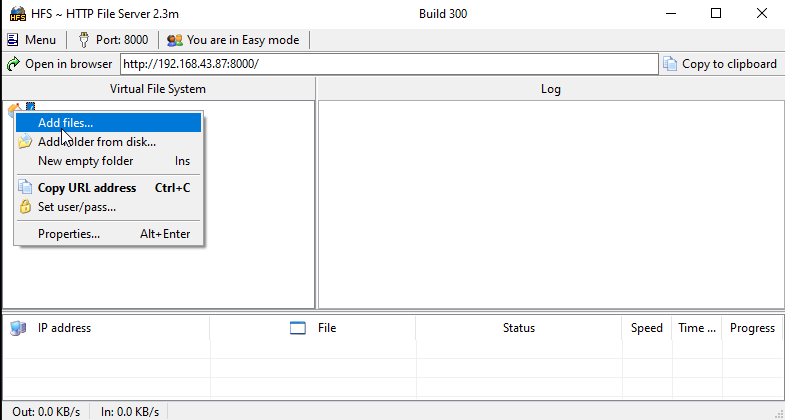 HFS ~ HTTP File Server 2.3m Build 300
Menu Port: 8000 You are in Easy mode
Open in browser http://192.168.43.87:8000/ Copy to clipboard
Virtual File System Log
Add files...
Add folder from disk...
New empty folder Ins
Copy URL address Ctrl+C
Set user/pass...
Properties... Alt+Enter
IP address File Status Speed Time ... Progress
Out: 0.0 KB/s In: 0.0 KB/s